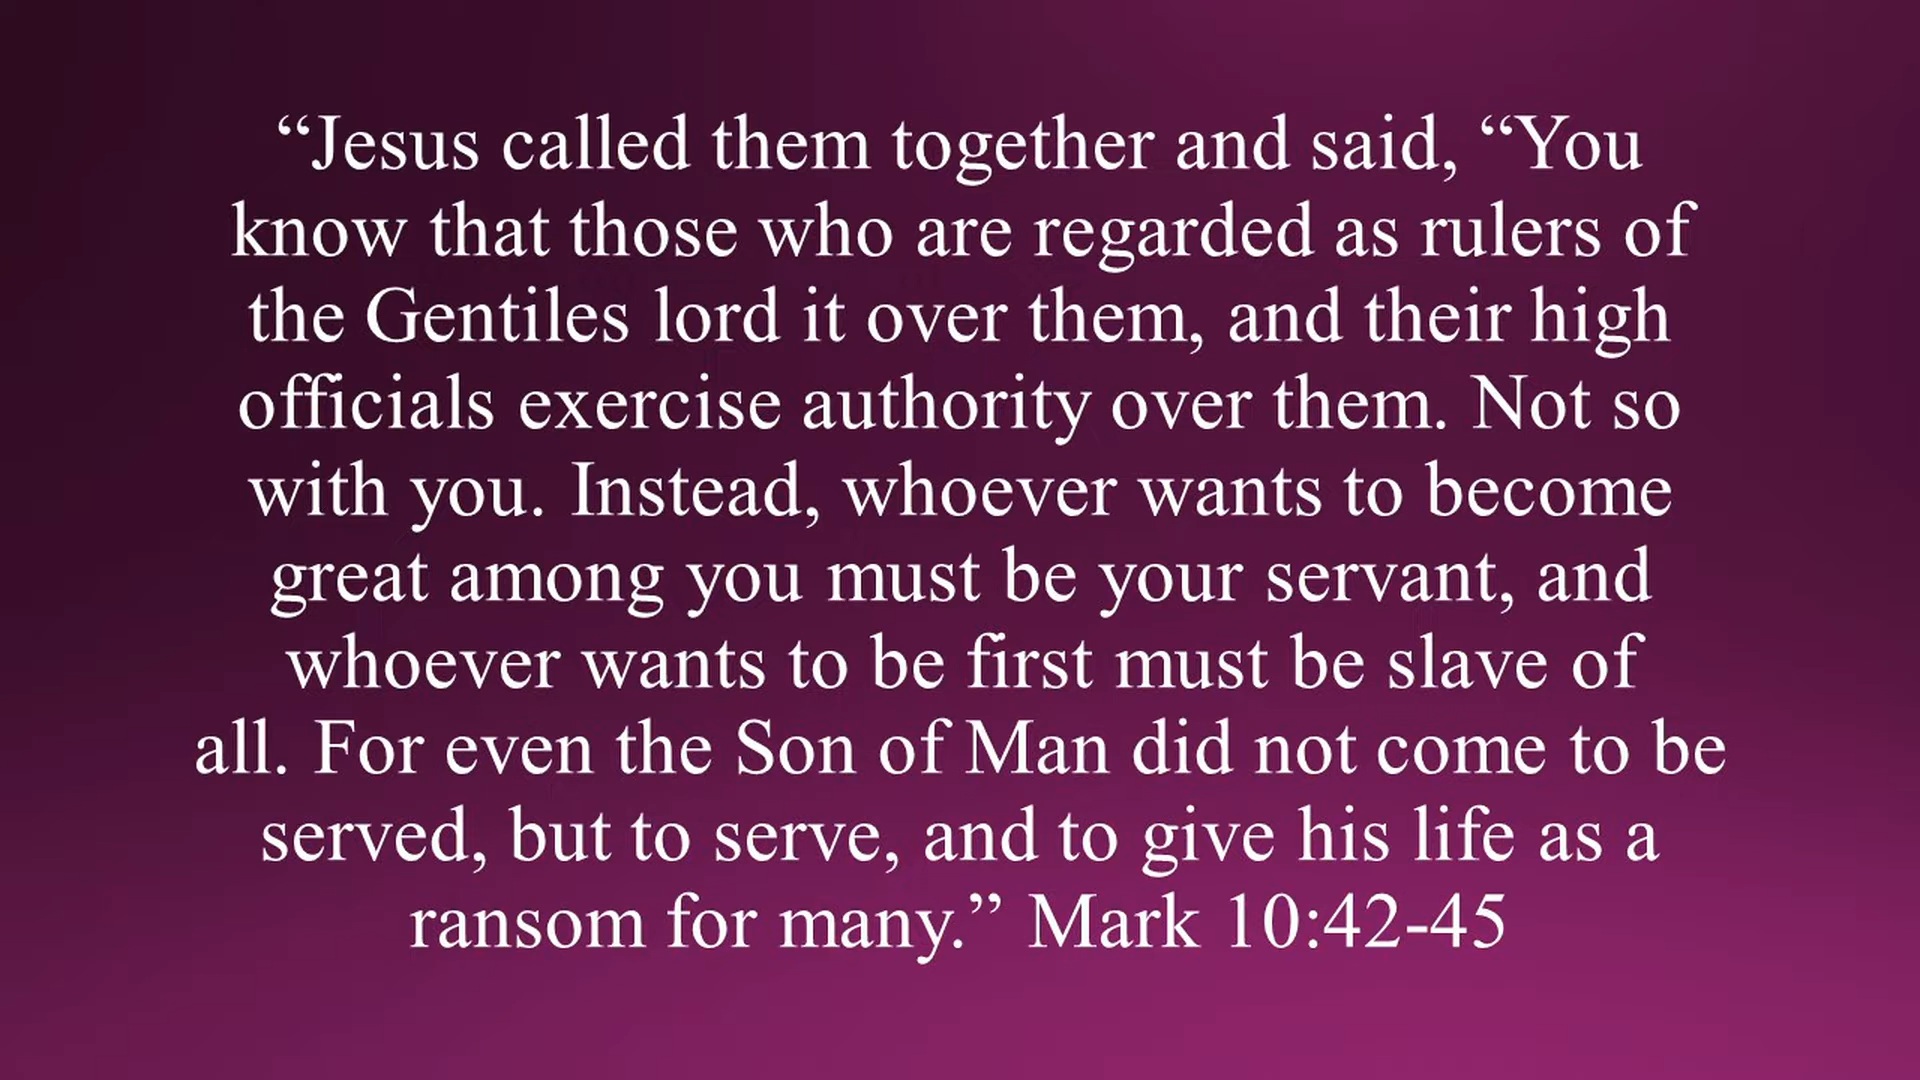 “Jesus called them together and said, “You
know that those who are regarded as rulers of
the Gentiles lord it over them, and their high
officials exercise authority over them. Not so
with you. Instead, whoever wants to become
great among you must be your servant, and
whoever wants to be first must be slave of
all. For even the Son of Man did not come to be
served, but to serve, and to give his life as a
ransom for many.” Mark 10:42-45